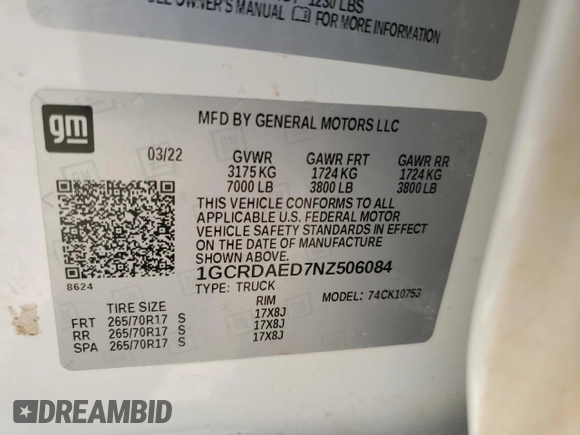 1230 LBS
OWNER'S MANUAL FOR MORE INFORMATION
gm
MFD BY GENERAL MOTORS LLC
03/22 GVWR GAWR FRT GAWR RR
3175 KG 1724 KG 1724 KG
7000 LB 3800 LB 3800 LB
THIS VEHICLE CONFORMS TO ALL
APPLICABLE U.S. FEDERAL MOTOR
VEHICLE SAFETY STANDARDS IN
EFFECT ON THE DATE OF MANUFACTURE
SHOWN ABOVE.
8624
1GCRDAED7NZ506084
TYPE: TRUCK MODEL: 74CK10753
TIRE SIZE RIM
FRT 265/70R17 S 17X8J
RR 265/70R17 S 17X8J
SPA 265/70R17 S 17X8J
DREAMBID